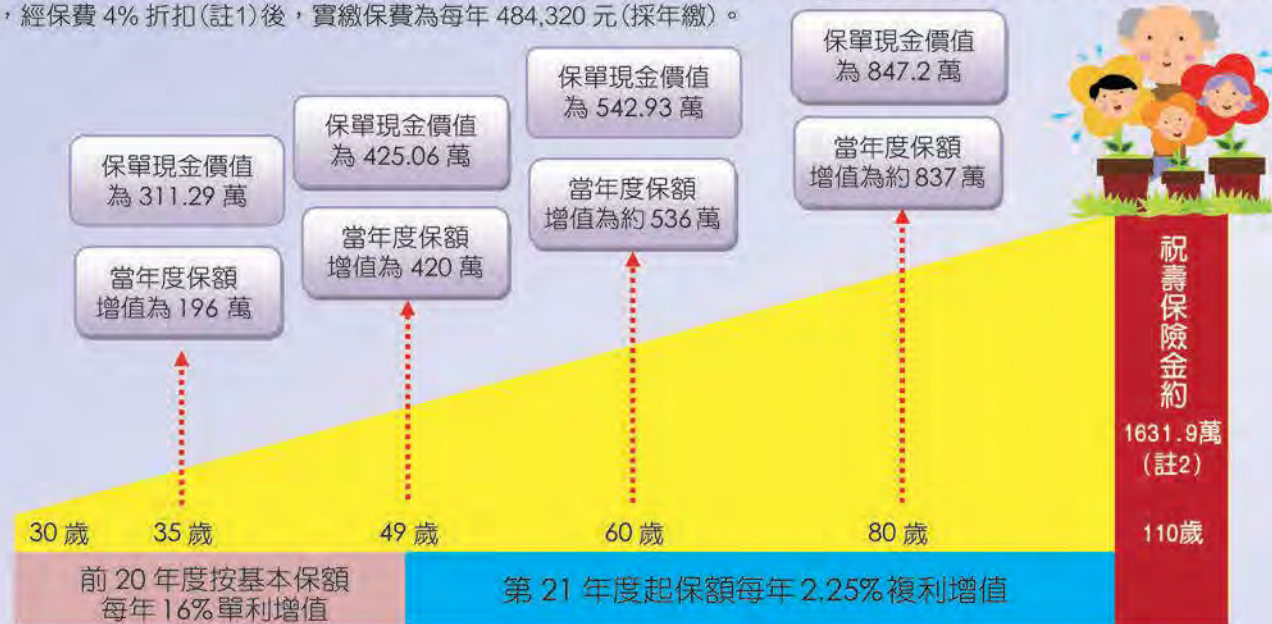 ，經保費 4% 折扣(註1)後，實繳保費為每年 484,320 元(採年繳)。
保單現金價值
為 311.29 萬
當年度保額
增值為 196 萬
保單現金價值
為 425.06 萬
當年度保額
增值為 420 萬
保單現金價值
為 542.93 萬
當年度保額
增值為約 536 萬
保單現金價值
為 847.2 萬
當年度保額
增值為約 837 萬
祝壽保險金約
1631.9萬
(註2)
30 歲
35 歲
49 歲
60 歲
80 歲
110歲
前 20 年度按基本保額
每年 16% 單利增值
第 21 年度起保額每年 2.25% 複利增值